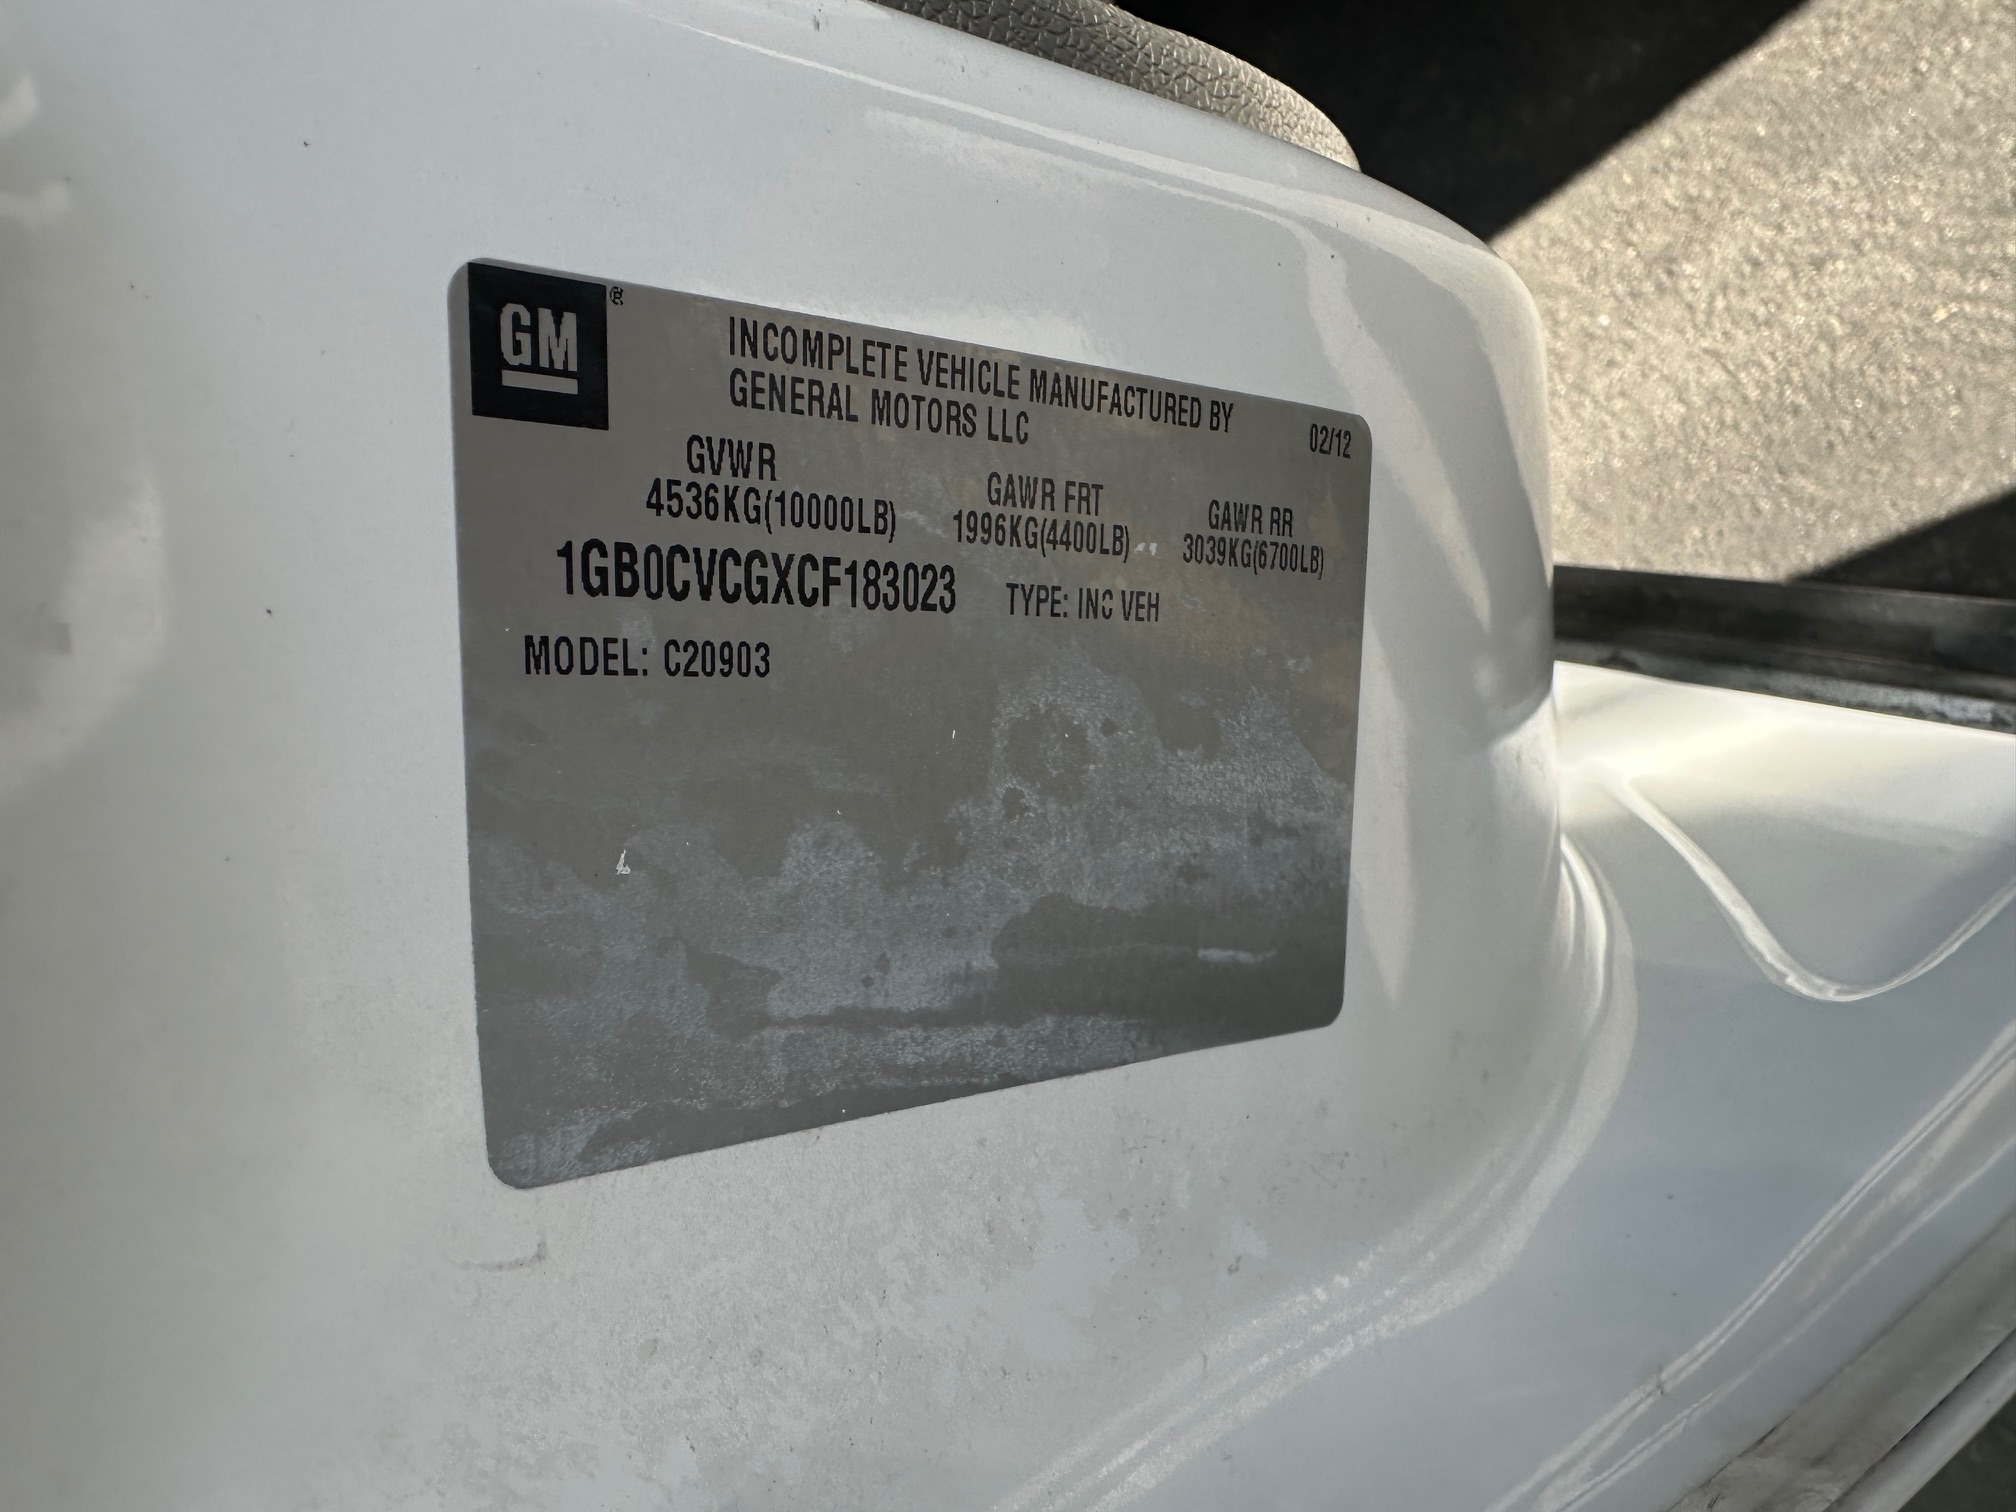 GM ®
INCOMPLETE VEHICLE MANUFACTURED BY
GENERAL MOTORS LLC
02/12
GVWR
4536KG(10000LB)
GAWR FRT
1996KG(4400LB)
GAWR RR
3039KG(6700LB)
1GB0CVCGXCF183023
TYPE: INC VEH
MODEL: C20903